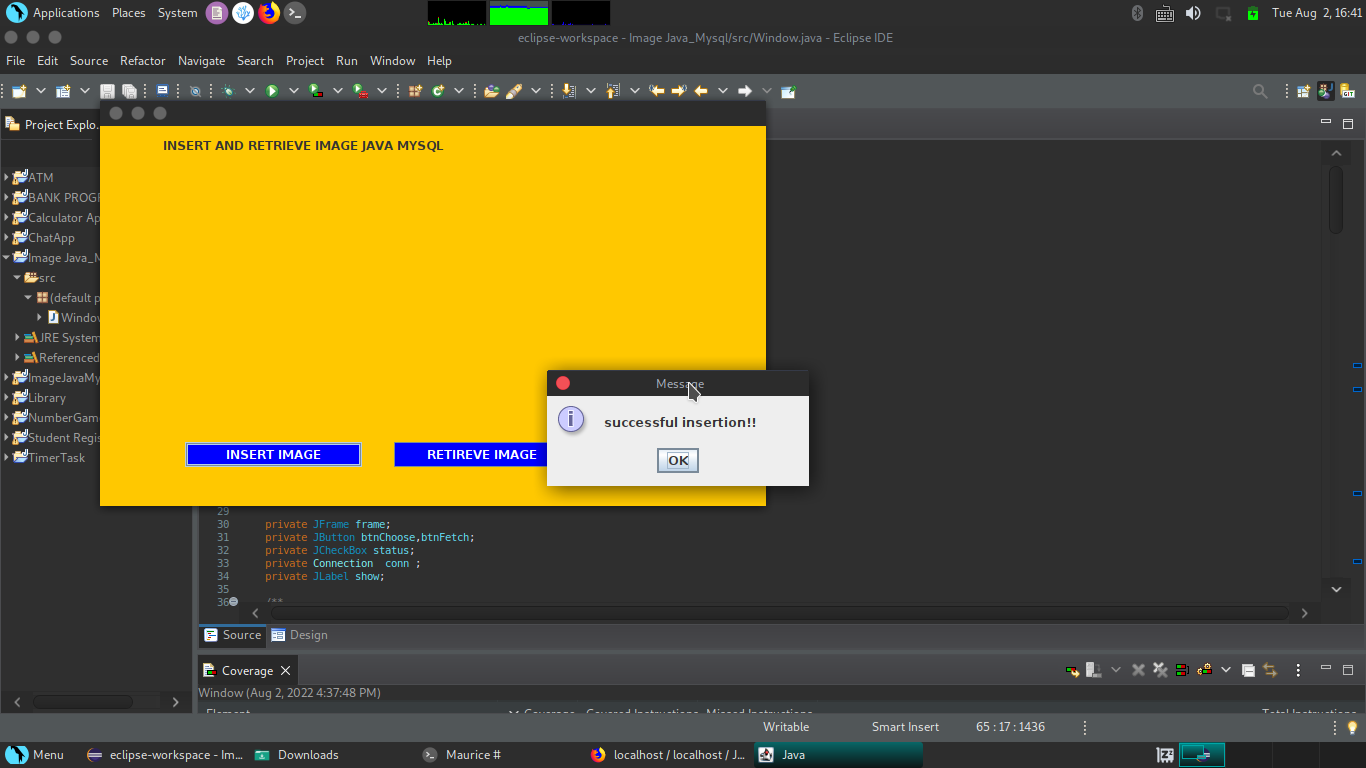 Applications Places System
Tue Aug 2, 16:41
eclipse-workspace - Image Java_Mysql/src/Window.java - Eclipse IDE
File Edit Source Refactor Navigate Search Project Run Window Help
Project Explo...
INSERT AND RETRIEVE IMAGE JAVA MYSQL
ATM
BANK PROG
Calculator Ap
ChatApp
Image Java_M
src
(default p
Windo
JRE System
Referenced
ImageJavaMy
Library
NumberGam
Student Regis
TimerTask
Message
successful insertion!!
OK
INSERT IMAGE
RETIREVE IMAGE
29
30 private JFrame frame;
31 private JButton btnChoose,btnFetch;
32 private JCheckBox status;
33 private Connection conn ;
34 private JLabel show;
35
36 /**
Source Design
Coverage
Window (Aug 2, 2022 4:37:48 PM)
Element Coverage Covered Instructions Missed Instructions Total Instructions
Writable Smart Insert 65 : 17 : 1436
Menu eclipse-workspace - Im... Downloads Maurice # localhost / localhost / J... Java